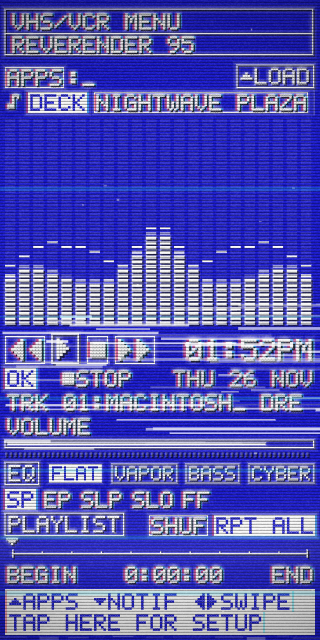 VHS/VCR MENU
REVERENDER 95
APPS:_ LOAD
DECK NIGHTWAVE PLAZA
01:52PM
OK STOP THU 26 NOV
TRK 01:MACINTOSH_ DRE
VOLUME
EQ FLAT VAPOR BASS CYBER
SP EP SLP SLO FF
PLAYLIST SHUF RPT ALL
BEGIN 0:00:00 END
APPS NOTIF SWIPE
TAP HERE FOR SETUP